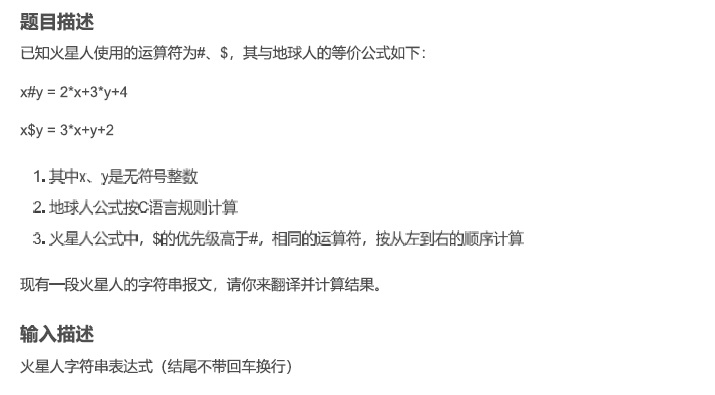 题目描述
已知火星人使用的运算符为#、$，其与地球人的等价公式如下：
x#y = 2*x+3*y+4
x$y = 3*x+y+2
1. 其中x、y是无符号整数
2. 地球人公式按C语言规则计算
3. 火星人公式中，$的优先级高于#，相同的运算符，按从左到右的顺序计算
现有一段火星人的字符串报文，请你来翻译并计算结果。
输入描述
火星人字符串表达式（结尾不带回车换行）